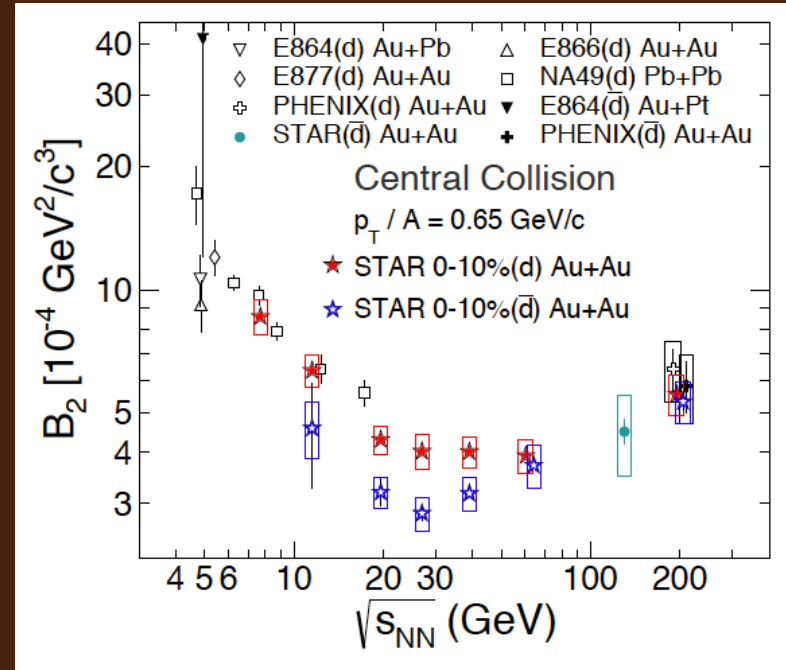 40
30
20
10
5
4
3
B₂ [10⁻⁴ GeV²/c³]
E864(d) Au+Pb
E866(d) Au+Au
E877(d) Au+Au
NA49(d) Pb+Pb
PHENIX(d) Au+Au
E864(d̅) Au+Pt
STAR(d̅) Au+Au
PHENIX(d̅) Au+Au
Central Collision
p_T / A = 0.65 GeV/c
STAR 0-10%(d) Au+Au
STAR 0-10%(d̅) Au+Au
4 5 6 10 20 30 100 200
√s_NN (GeV)